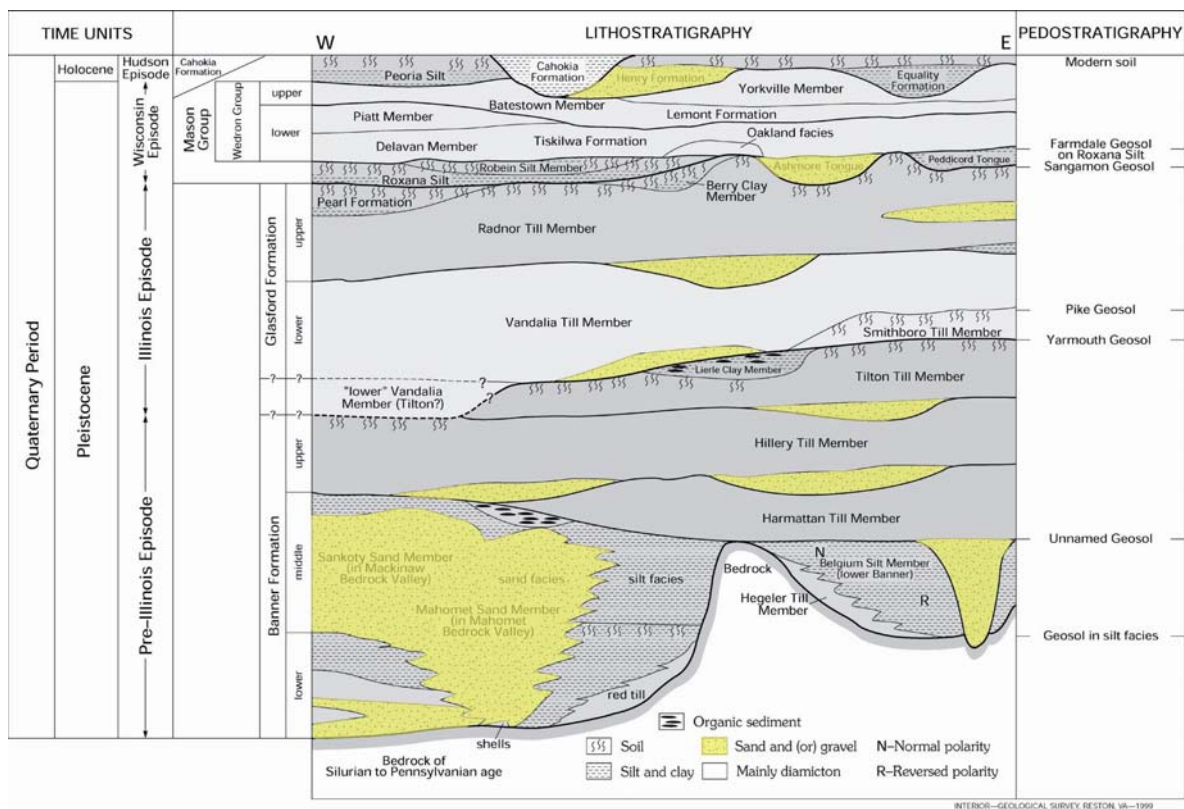 TIME UNITS
LITHOSTRATIGRAPHY
PEDOSTRATIGRAPHY
W
E
Quaternary Period
Holocene
Pleistocene
Hudson
Episode
Wisconsin
Episode
Illinois Episode
Pre–Illinois Episode
Cahokia
Formation
Mason
Group
Wedron Group
upper
lower
Glasford Formation
upper
lower
?
?
?
?
Banner Formation
upper
middle
lower
Peoria Silt
Cahokia
Formation
Henry Formation
Equality
Formation
Yorkville Member
Batestown Member
Piatt Member
Lemont Formation
Oakland facies
Tiskilwa Formation
Delavan Member
Robein Silt Member
Ashmore Tongue
Peddicord Tongue
Roxana Silt
Berry Clay
Member
Pearl Formation
Radnor Till Member
Vandalia Till Member
Smithboro Till Member
Lierle Clay Member
Tilton Till Member
?
?
"lower" Vandalia
Member (Tilton?)
Hillery Till Member
Harmattan Till Member
Sankoty Sand Member
(in Mackinaw
Bedrock Valley)
sand facies
silt facies
Mahomet Sand Member
(in Mahomet
Bedrock Valley)
Bedrock
N
Belgium Silt Member
(lower Banner)
Hegeler Till
Member
R
red till
shells
Bedrock of
Silurian to Pennsylvanian age
Modern soil
Farmdale Geosol
on Roxana Silt
Sangamon Geosol
Pike Geosol
Yarmouth Geosol
Unnamed Geosol
Geosol in silt facies
Organic sediment
Soil
Sand and (or) gravel
N–Normal polarity
Silt and clay
Mainly diamicton
R–Reversed polarity
INTERIOR—GEOLOGICAL SURVEY, RESTON, VA—1999